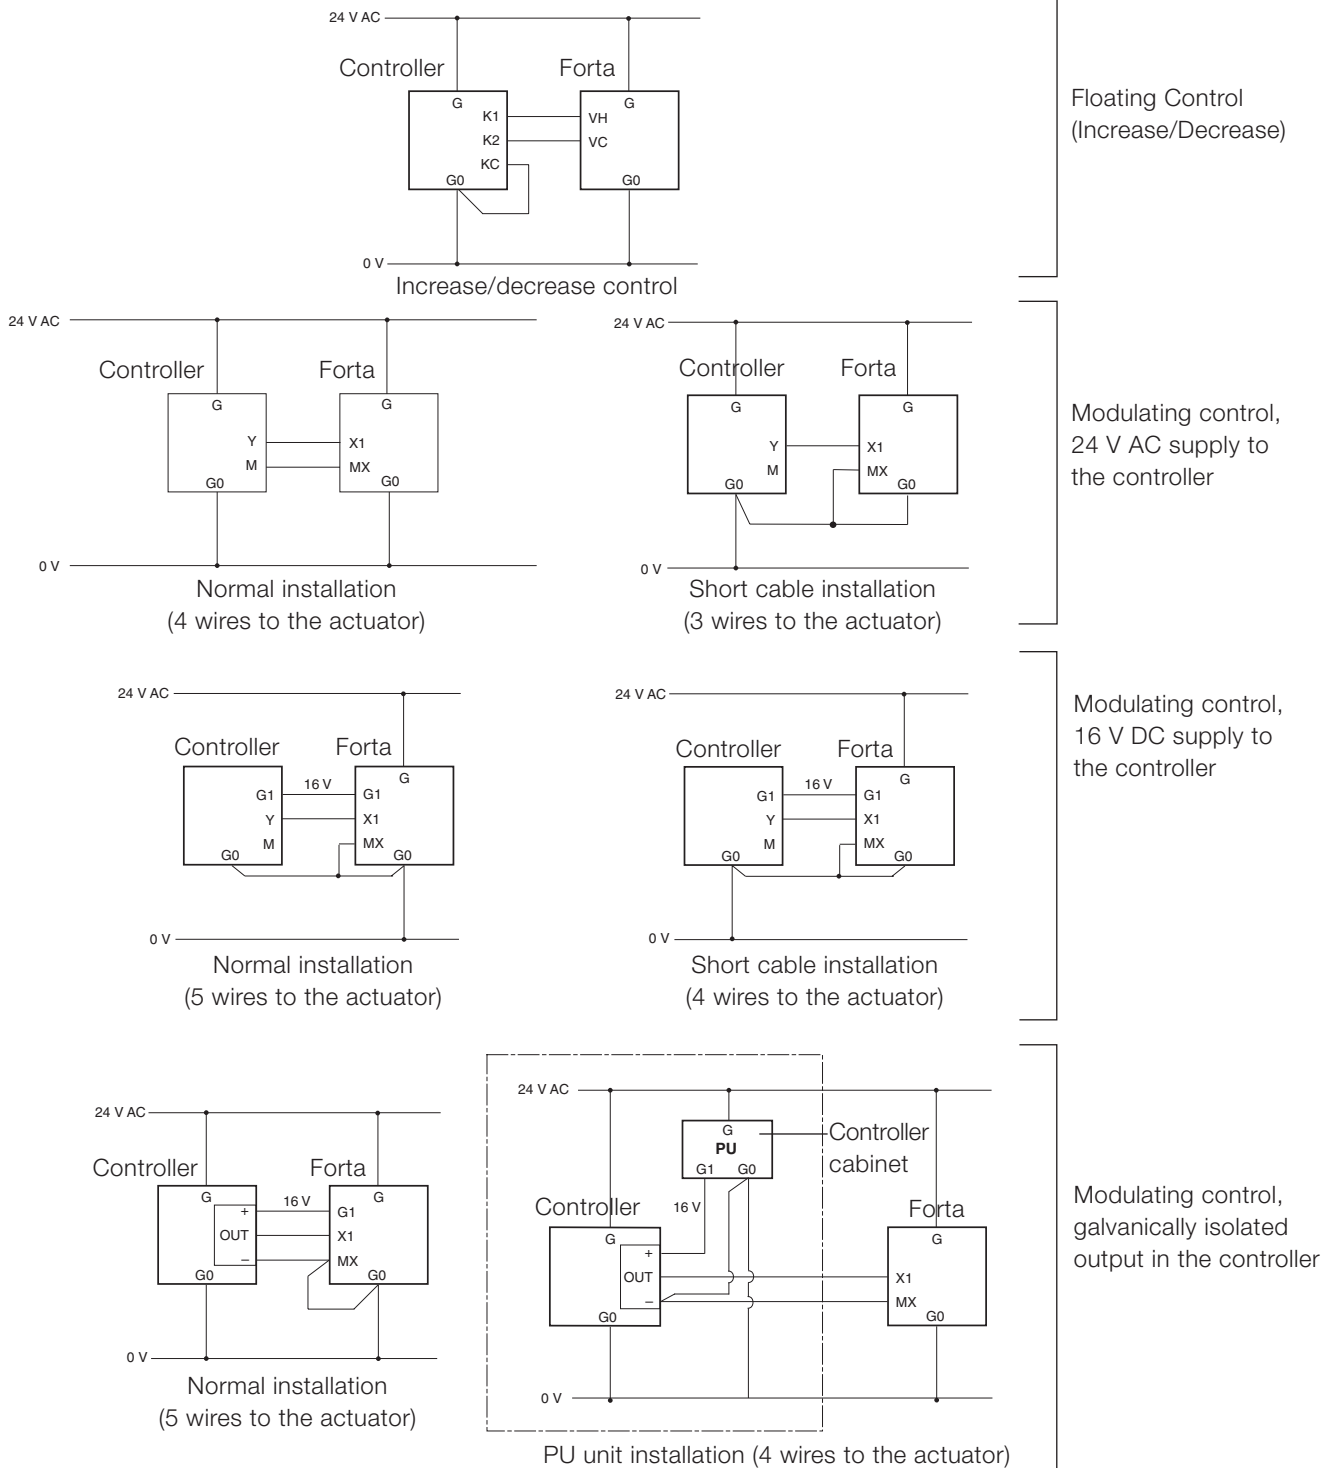 24 V AC
Controller
Forta
G
G
K1
VH
K2
VC
KC
G0
G0
0 V
Increase/decrease control
Floating Control
(Increase/Decrease)
24 V AC
Controller
Forta
G
G
Y
X1
M
MX
G0
G0
0 V
Normal installation
(4 wires to the actuator)
24 V AC
Controller
Forta
G
G
Y
X1
M
MX
G0
G0
0 V
Short cable installation
(3 wires to the actuator)
Modulating control,
24 V AC supply to
the controller
24 V AC
Controller
Forta
G
G1
16 V
G1
Y
X1
M
MX
G0
G0
0 V
Normal installation
(5 wires to the actuator)
24 V AC
Controller
Forta
G
G1
16 V
G1
Y
X1
M
MX
G0
G0
0 V
Short cable installation
(4 wires to the actuator)
Modulating control,
16 V DC supply to
the controller
24 V AC
Controller
Forta
G
G
+
16 V
G1
OUT
X1
–
MX
G0
G0
0 V
Normal installation
(5 wires to the actuator)
24 V AC
G
PU
G1
G0
Controller
cabinet
Controller
16 V
Forta
G
G
+
OUT
X1
–
MX
G0
G0
0 V
PU unit installation (4 wires to the actuator)
Modulating control,
galvanically isolated
output in the controller